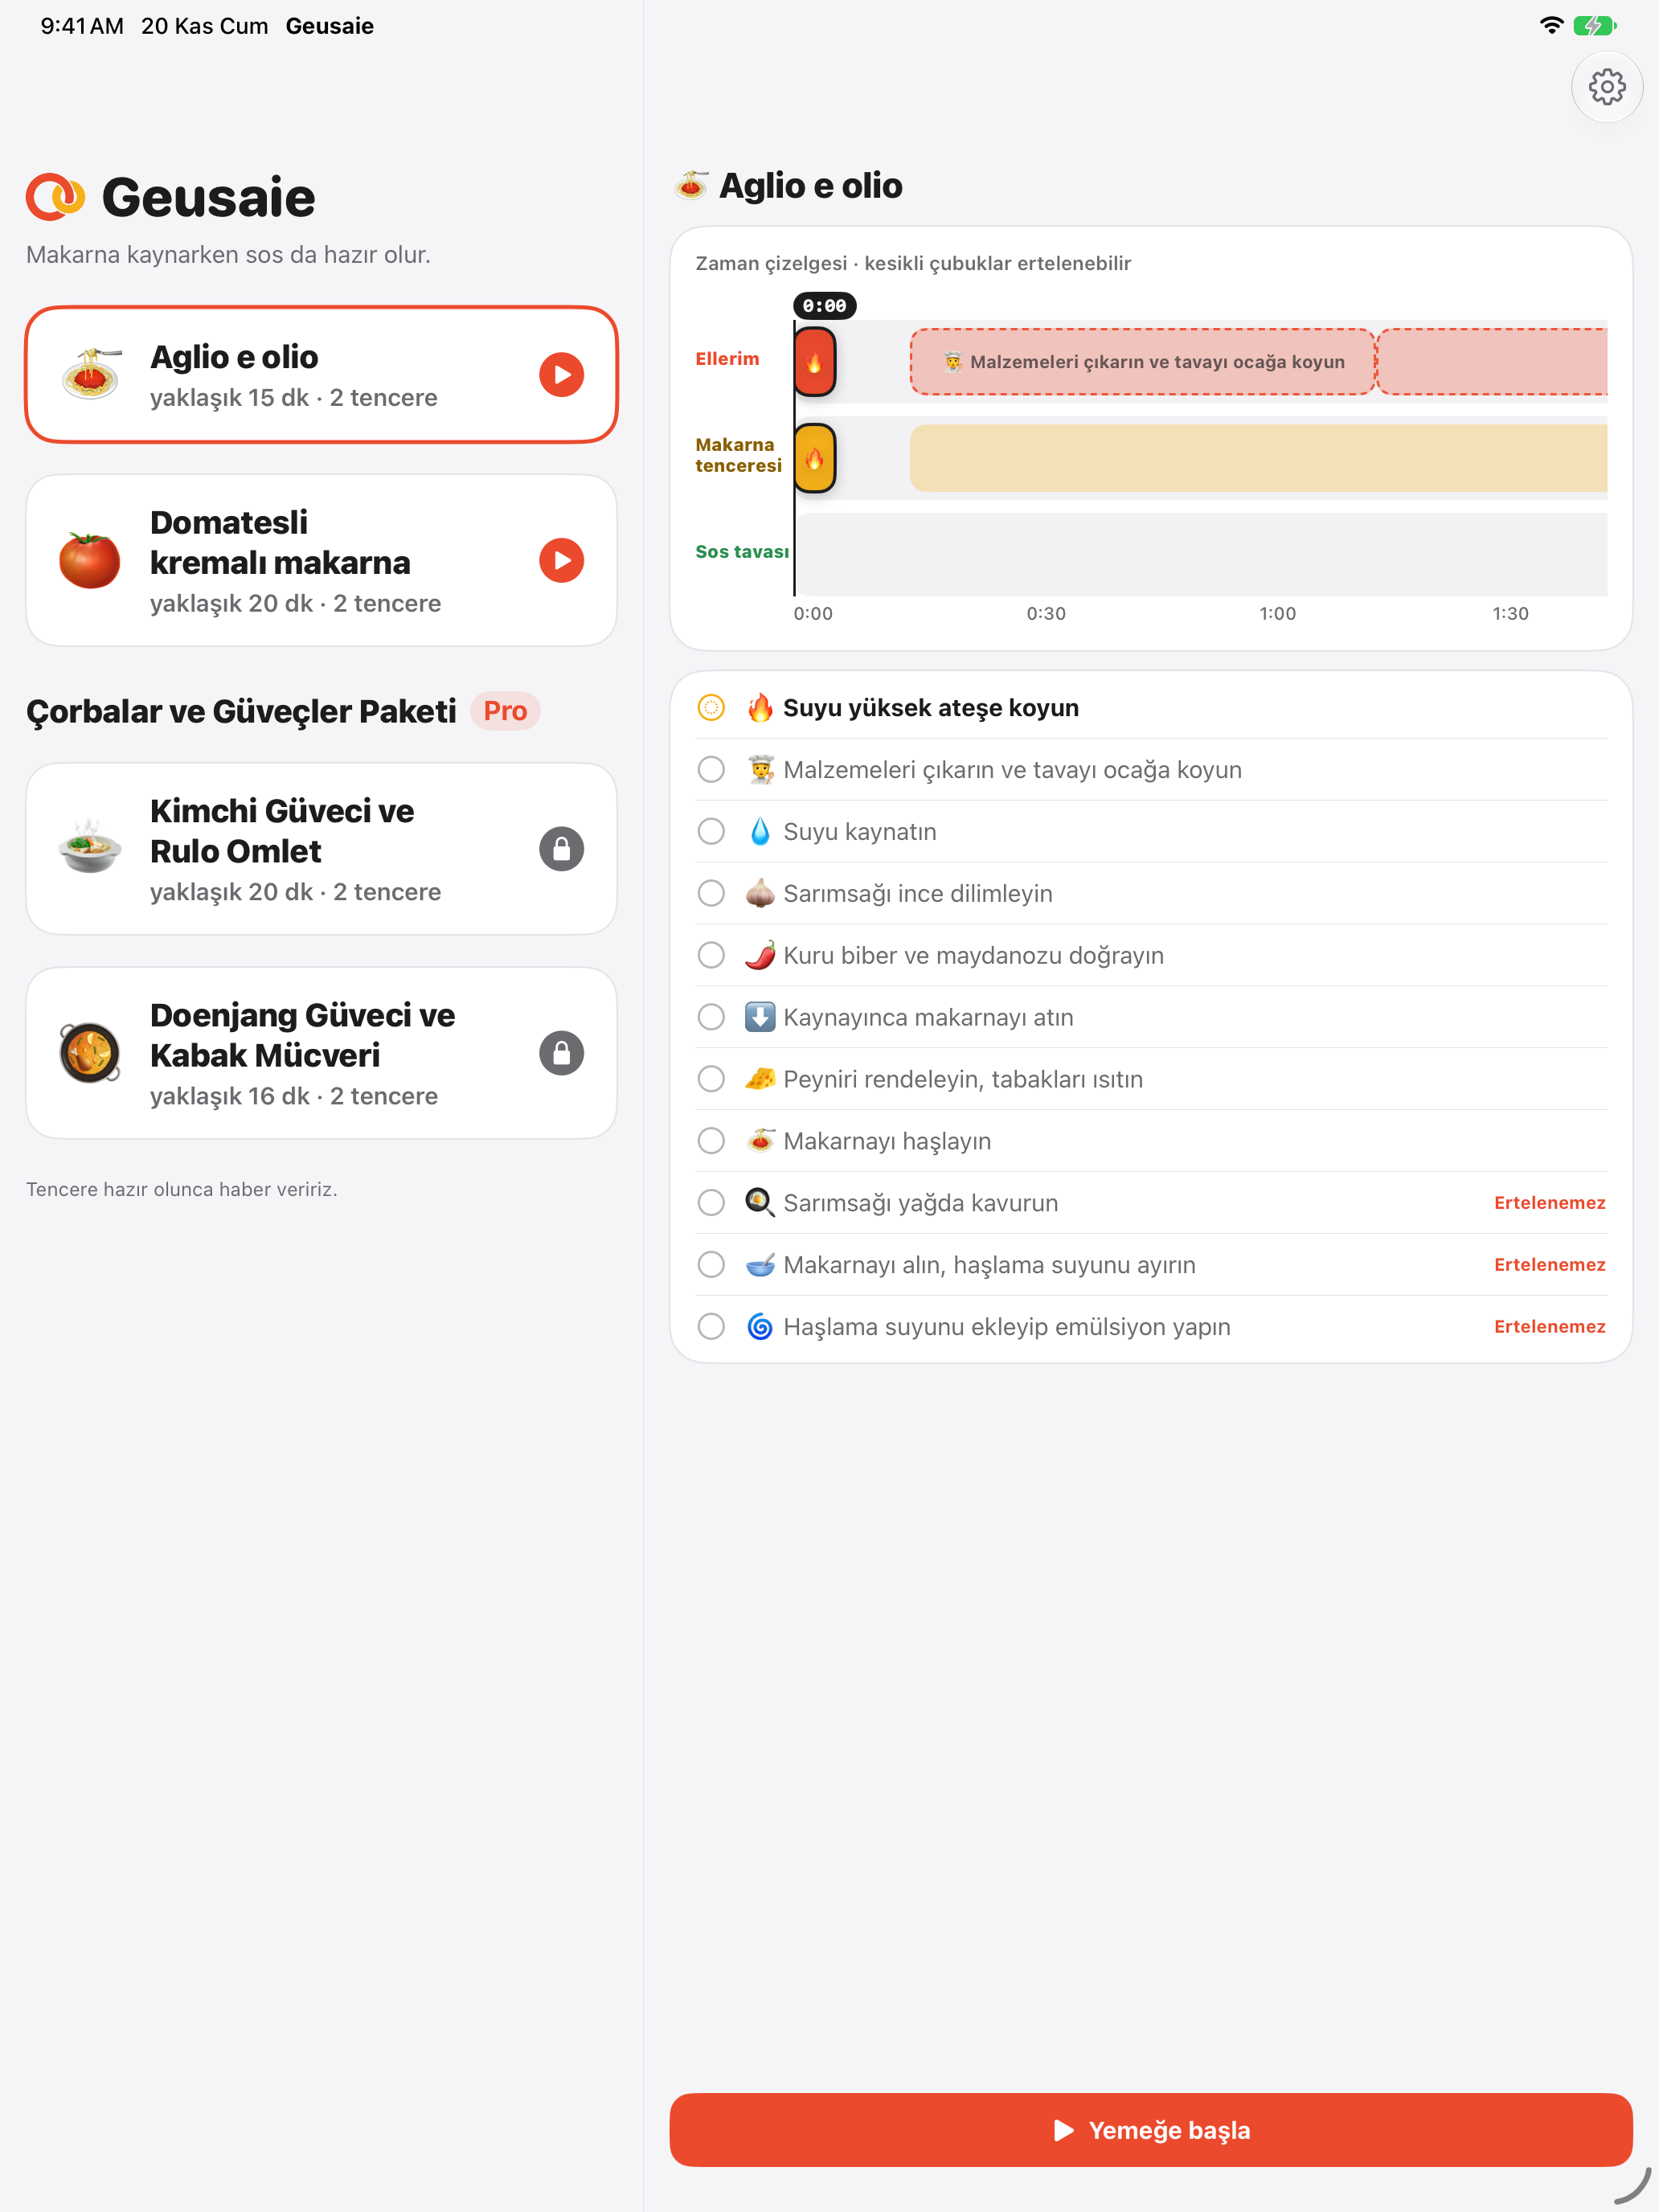 9:41 AM 20 Kas Cum Geusaie
Geusaie
Makarna kaynarken sos da hazır olur.
Aglio e olio
yaklaşık 15 dk · 2 tencere
Domatesli
kremalı makarna
yaklaşık 20 dk · 2 tencere
Çorbalar ve Güveçler Paketi Pro
Kimchi Güveci ve
Rulo Omlet
yaklaşık 20 dk · 2 tencere
Doenjang Güveci ve
Kabak Mücveri
yaklaşık 16 dk · 2 tencere
Tencere hazır olunca haber veririz.
Aglio e olio
Zaman çizelgesi · kesikli çubuklar ertelenebilir
0:00
Ellerim
Malzemeleri çıkarın ve tavayı ocağa koyun
Makarna
tenceresi
Sos tavası
0:00 0:30 1:00 1:30
Suyu yüksek ateşe koyun
Malzemeleri çıkarın ve tavayı ocağa koyun
Suyu kaynatın
Sarımsağı ince dilimleyin
Kuru biber ve maydanozu doğrayın
Kaynayınca makarnayı atın
Peyniri rendeleyin, tabakları ısıtın
Makarnayı haşlayın
Sarımsağı yağda kavurun Ertelenemez
Makarnayı alın, haşlama suyunu ayırın Ertelenemez
Haşlama suyunu ekleyip emülsiyon yapın Ertelenemez
Yemeğe başla